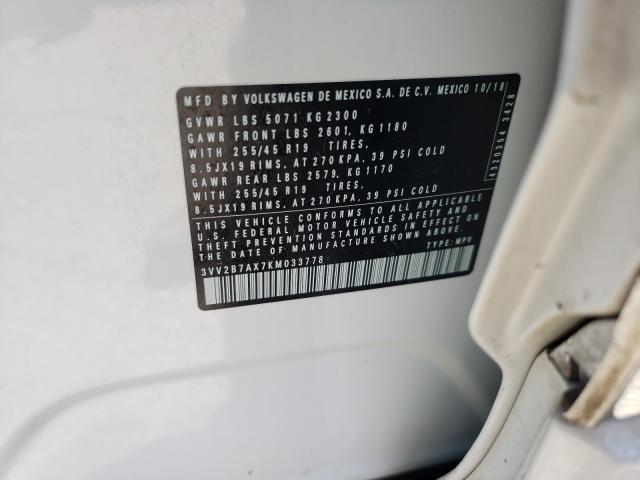 MFD BY VOLKSWAGEN DE MEXICO S.A. DE C.V. MEXICO 10/18
GVWR LBS 5071 KG 2300
GAWR FRONT LBS 2601, KG 1180
WITH 255/45 R19 TIRES,
8.5JX19 RIMS, AT 270 KPA, 39 PSI COLD
GAWR REAR LBS 2579, KG 1170
WITH 255/45 R19 TIRES,
8.5JX19 RIMS, AT 270 KPA, 39 PSI COLD
THIS VEHICLE CONFORMS TO ALL APPLICABLE
U.S. FEDERAL MOTOR VEHICLE SAFETY AND
THEFT PREVENTION STANDARDS IN EFFECT ON
THE DATE OF MANUFACTURE SHOWN ABOVE.
3VV2B7AX7KM033778 TYPE: MPV
4320354 3428